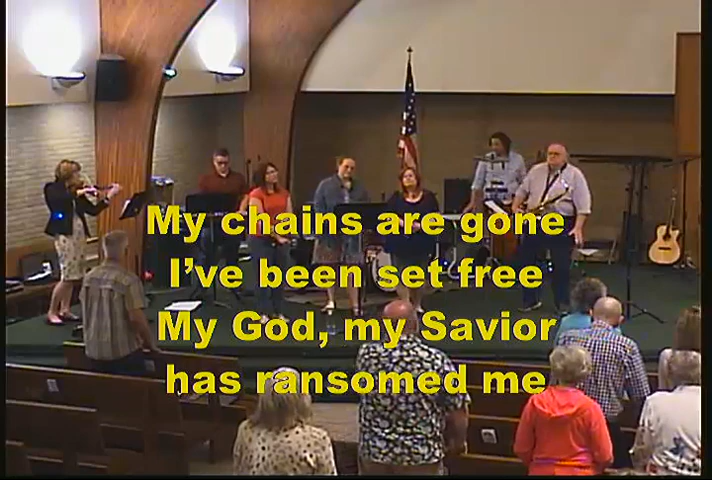 My chains are gone
I've been set free
My God, my Savior
has ransomed me